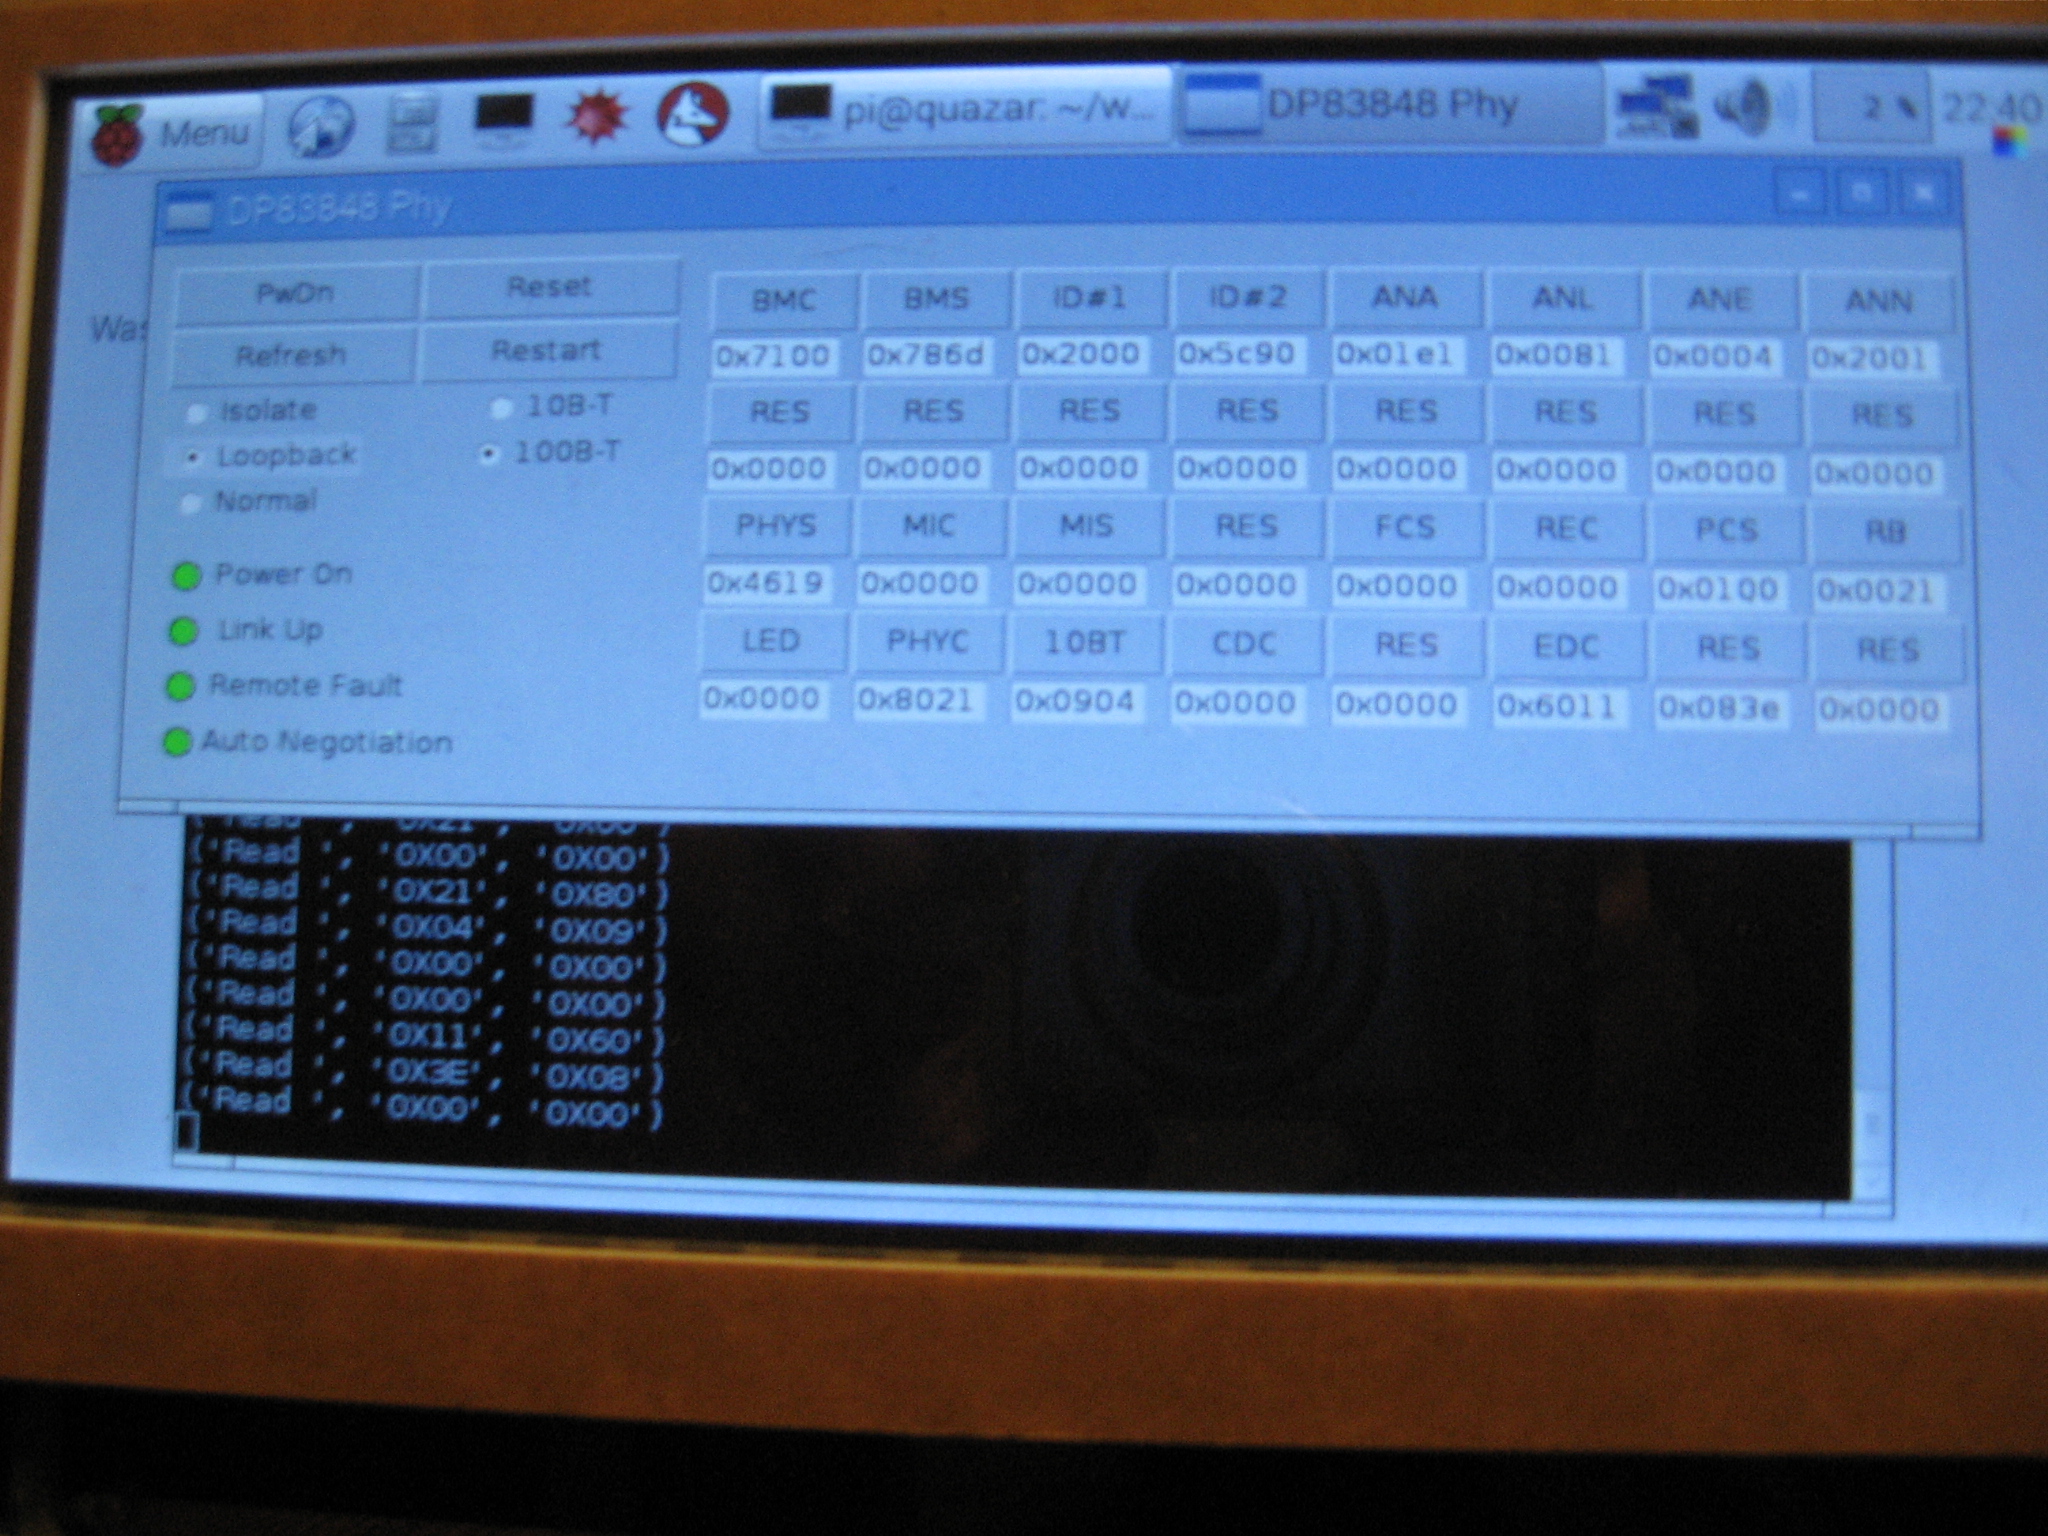 Menu pi@quazar: ~/w... DP83848 Phy 2 % 22:40
DP83848 Phy
Was
PwDn Reset
Refresh Restart
Isolate 10B-T
Loopback 100B-T
Normal
Power On
Link Up
Remote Fault
Auto Negotiation
BMC BMS ID#1 ID#2 ANA ANL ANE ANN
0x7100 0x786d 0x2000 0x5c90 0x01e1 0x0081 0x0004 0x2001
RES RES RES RES RES RES RES RES
0x0000 0x0000 0x0000 0x0000 0x0000 0x0000 0x0000 0x0000
PHYS MIC MIS RES FCS REC PCS RB
0x4619 0x0000 0x0000 0x0000 0x0000 0x0000 0x0100 0x0021
LED PHYC 10BT CDC RES EDC RES RES
0x0000 0x8021 0x0904 0x0000 0x0000 0x6011 0x083e 0x0000
('Read ', '0X21', '0X00')
('Read ', '0X00', '0X00')
('Read ', '0X21', '0X80')
('Read ', '0X04', '0X09')
('Read ', '0X00', '0X00')
('Read ', '0X00', '0X00')
('Read ', '0X11', '0X60')
('Read ', '0X3E', '0X08')
('Read ', '0X00', '0X00')